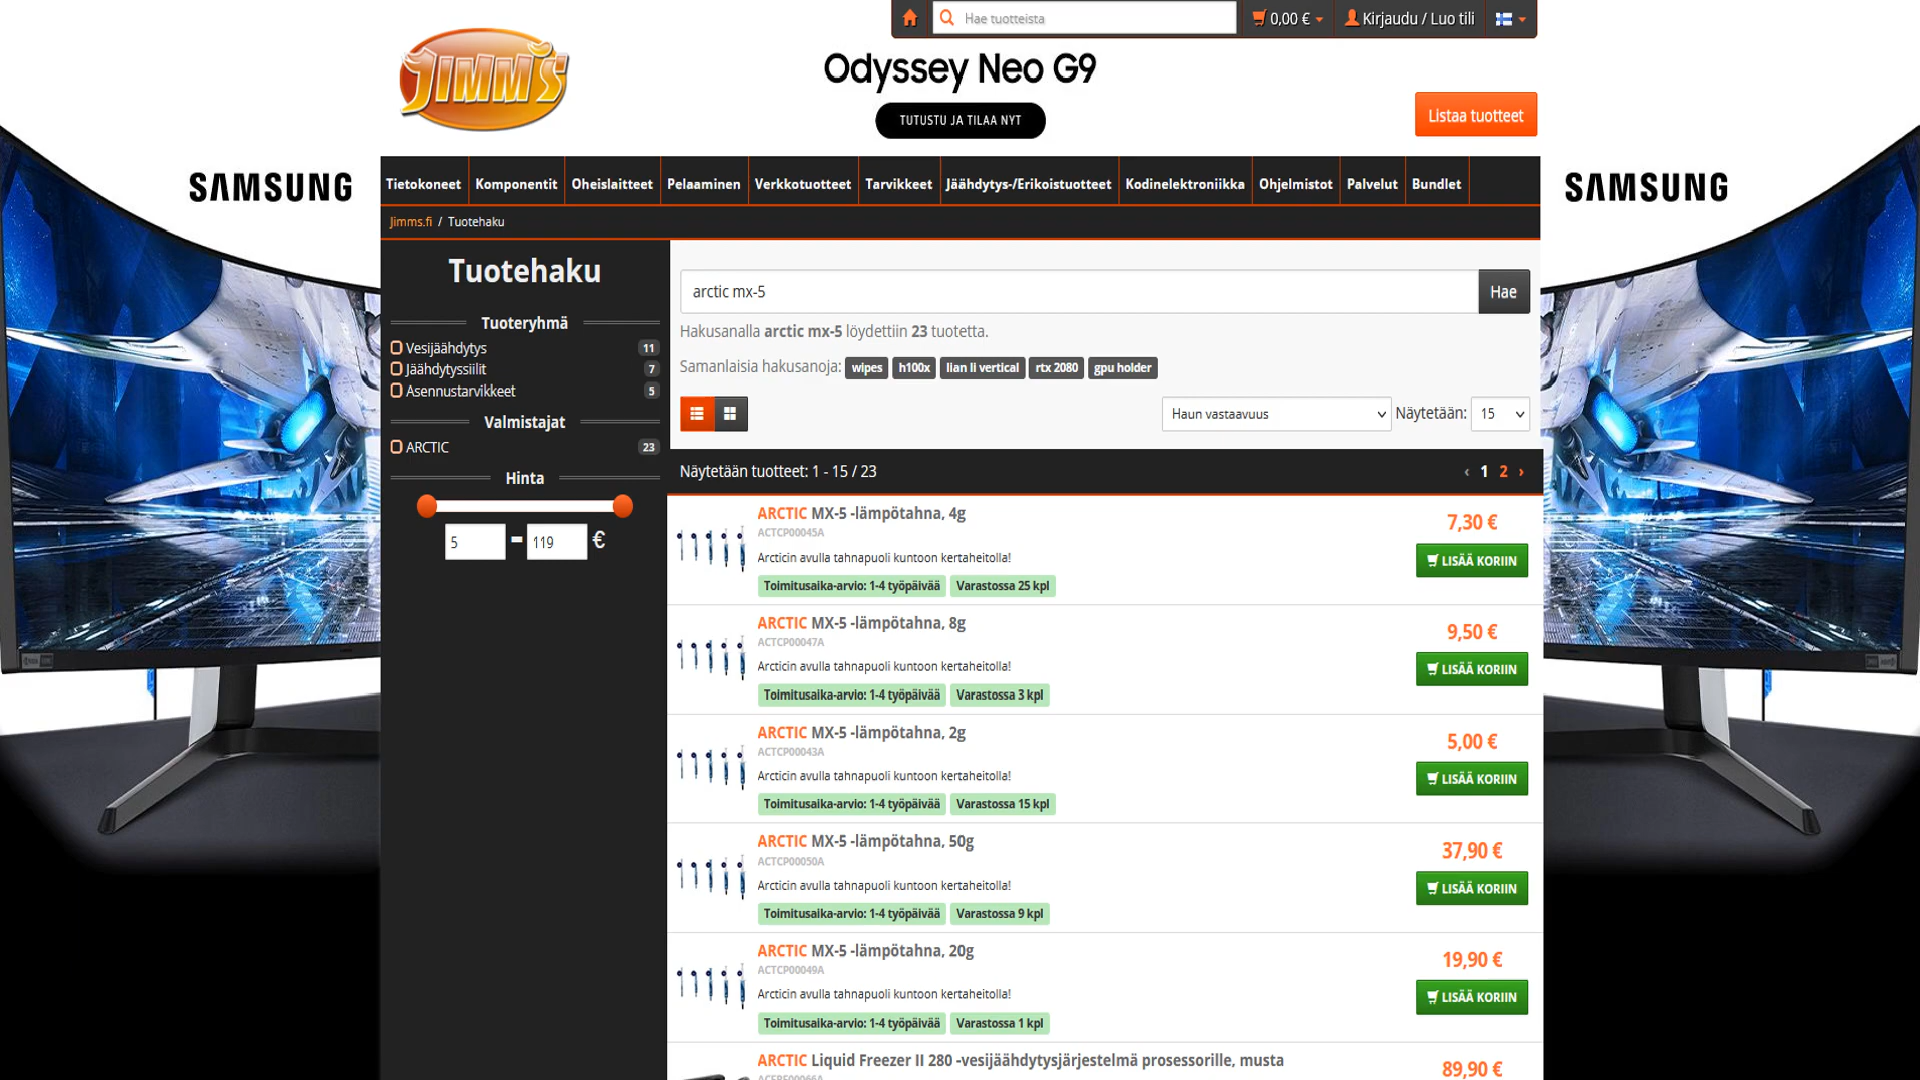 Hae tuotteista
0,00 €
Kirjaudu / Luo tili
JIMM'S
Odyssey Neo G9
TUTUSTU JA TILAA NYT
Listaa tuotteet
SAMSUNG
SAMSUNG
Tietokoneet Komponentit Oheislaitteet Pelaaminen Verkkotuotteet Tarvikkeet Jäähdytys-/Erikoistuotteet Kodinelektroniikka Ohjelmistot Palvelut Bundlet
Jimms.fi / Tuotehaku
Tuotehaku
Tuoteryhmä
Vesijäähdytys 11
Jäähdytyssiilit 7
Asennustarvikkeet 5
Valmistajat
ARCTIC 23
Hinta
5 - 119 €
arctic mx-5 Hae
Hakusanalla arctic mx-5 löydettiin 23 tuotetta.
Samanlaisia hakusanoja: wipes h100x lian li vertical rtx 2080 gpu holder
Haun vastaavuus Näytetään: 15
Näytetään tuotteet: 1 - 15 / 23
‹ 1 2 ›
ARCTIC MX-5 -lämpötahna, 4g
ACTCP00045A
Arcticin avulla tahnapuoli kuntoon kertaheitolla!
Toimitusaika-arvio: 1-4 työpäivää Varastossa 25 kpl
7,30 €
LISÄÄ KORIIN
ARCTIC MX-5 -lämpötahna, 8g
ACTCP00047A
Arcticin avulla tahnapuoli kuntoon kertaheitolla!
Toimitusaika-arvio: 1-4 työpäivää Varastossa 3 kpl
9,50 €
LISÄÄ KORIIN
ARCTIC MX-5 -lämpötahna, 2g
ACTCP00043A
Arcticin avulla tahnapuoli kuntoon kertaheitolla!
Toimitusaika-arvio: 1-4 työpäivää Varastossa 15 kpl
5,00 €
LISÄÄ KORIIN
ARCTIC MX-5 -lämpötahna, 50g
ACTCP00050A
Arcticin avulla tahnapuoli kuntoon kertaheitolla!
Toimitusaika-arvio: 1-4 työpäivää Varastossa 9 kpl
37,90 €
LISÄÄ KORIIN
ARCTIC MX-5 -lämpötahna, 20g
ACTCP00049A
Arcticin avulla tahnapuoli kuntoon kertaheitolla!
Toimitusaika-arvio: 1-4 työpäivää Varastossa 1 kpl
19,90 €
LISÄÄ KORIIN
ARCTIC Liquid Freezer II 280 -vesijäähdytysjärjestelmä prosessorille, musta
ACFRE00066A
89,90 €